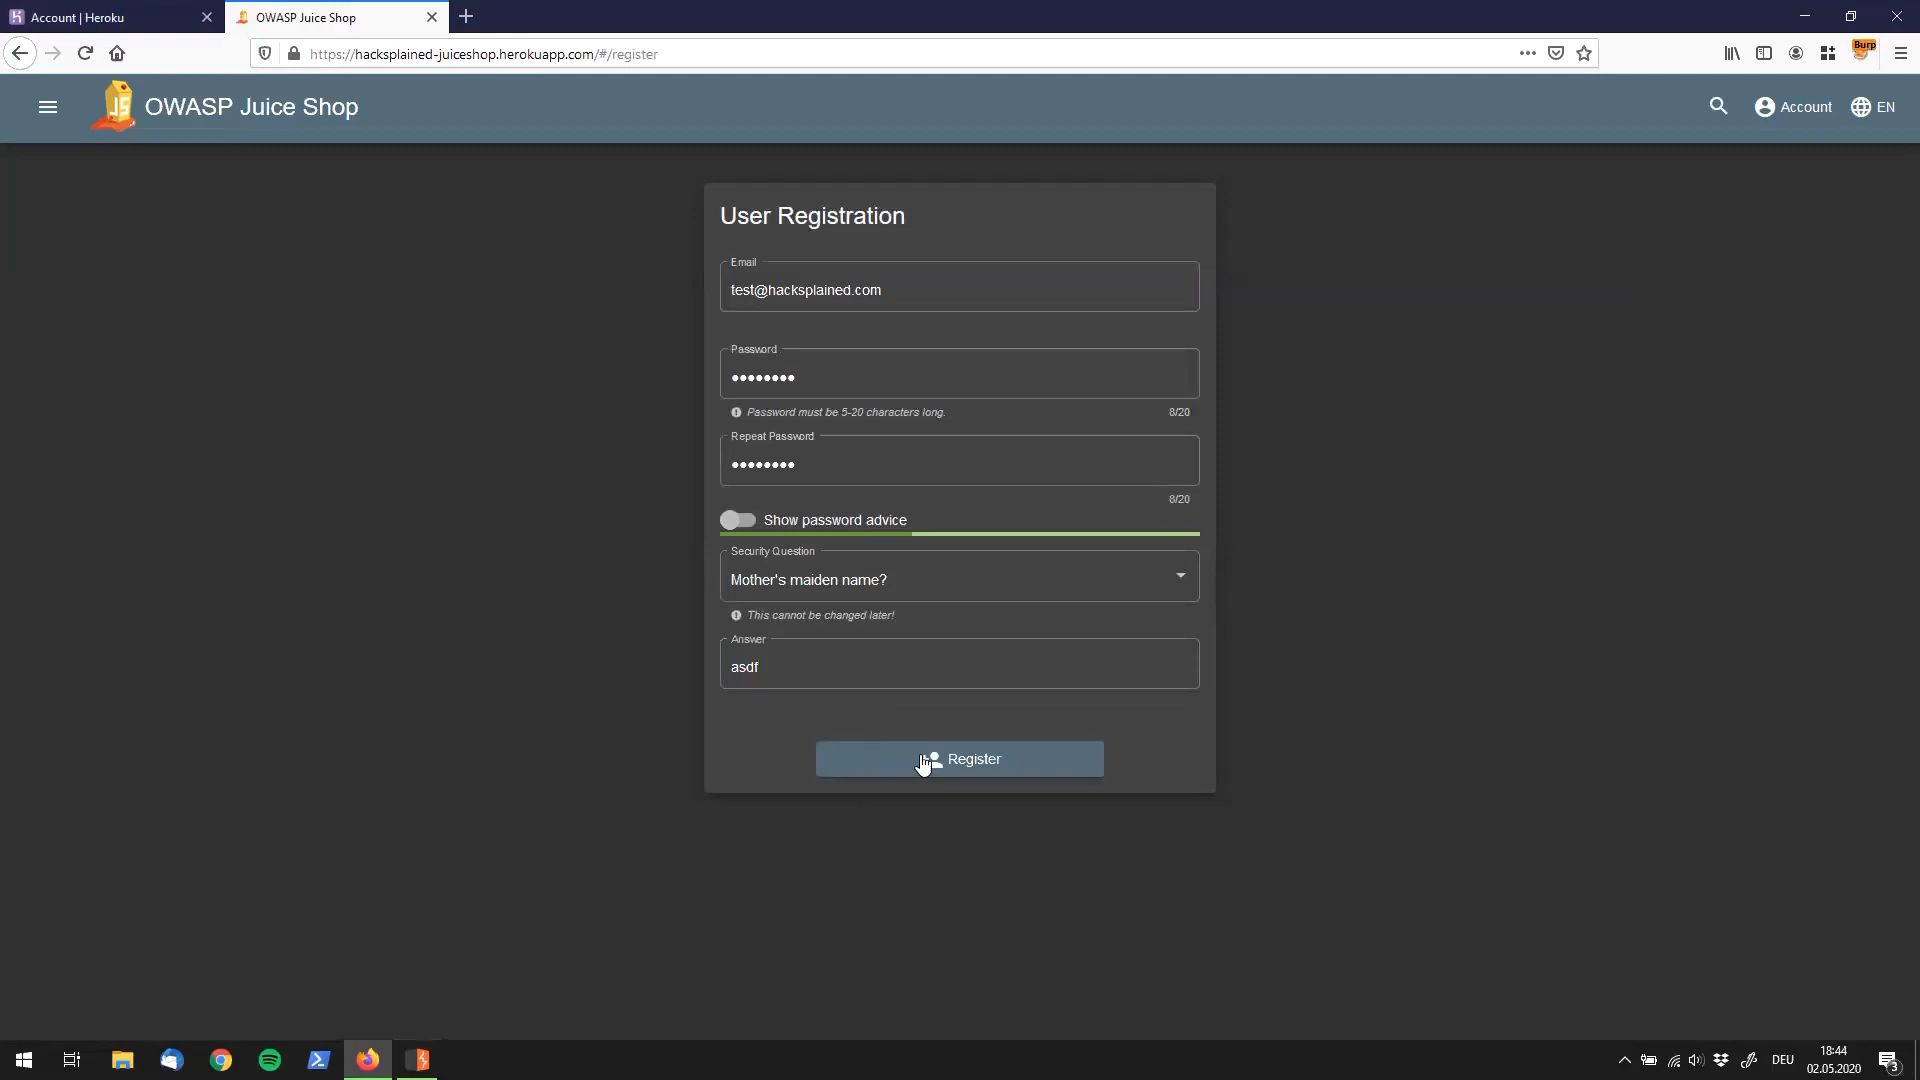 Account | Heroku
OWASP Juice Shop
https://hacksplained-juiceshop.herokuapp.com/#/register
Burp
JS
OWASP Juice Shop
Account
EN
User Registration
Email
test@hacksplained.com
Password
••••••••
Password must be 5-20 characters long.
8/20
Repeat Password
••••••••
8/20
Show password advice
Security Question
Mother's maiden name?
This cannot be changed later!
Answer
asdf
Register
DEU
18:44
02.05.2020
3